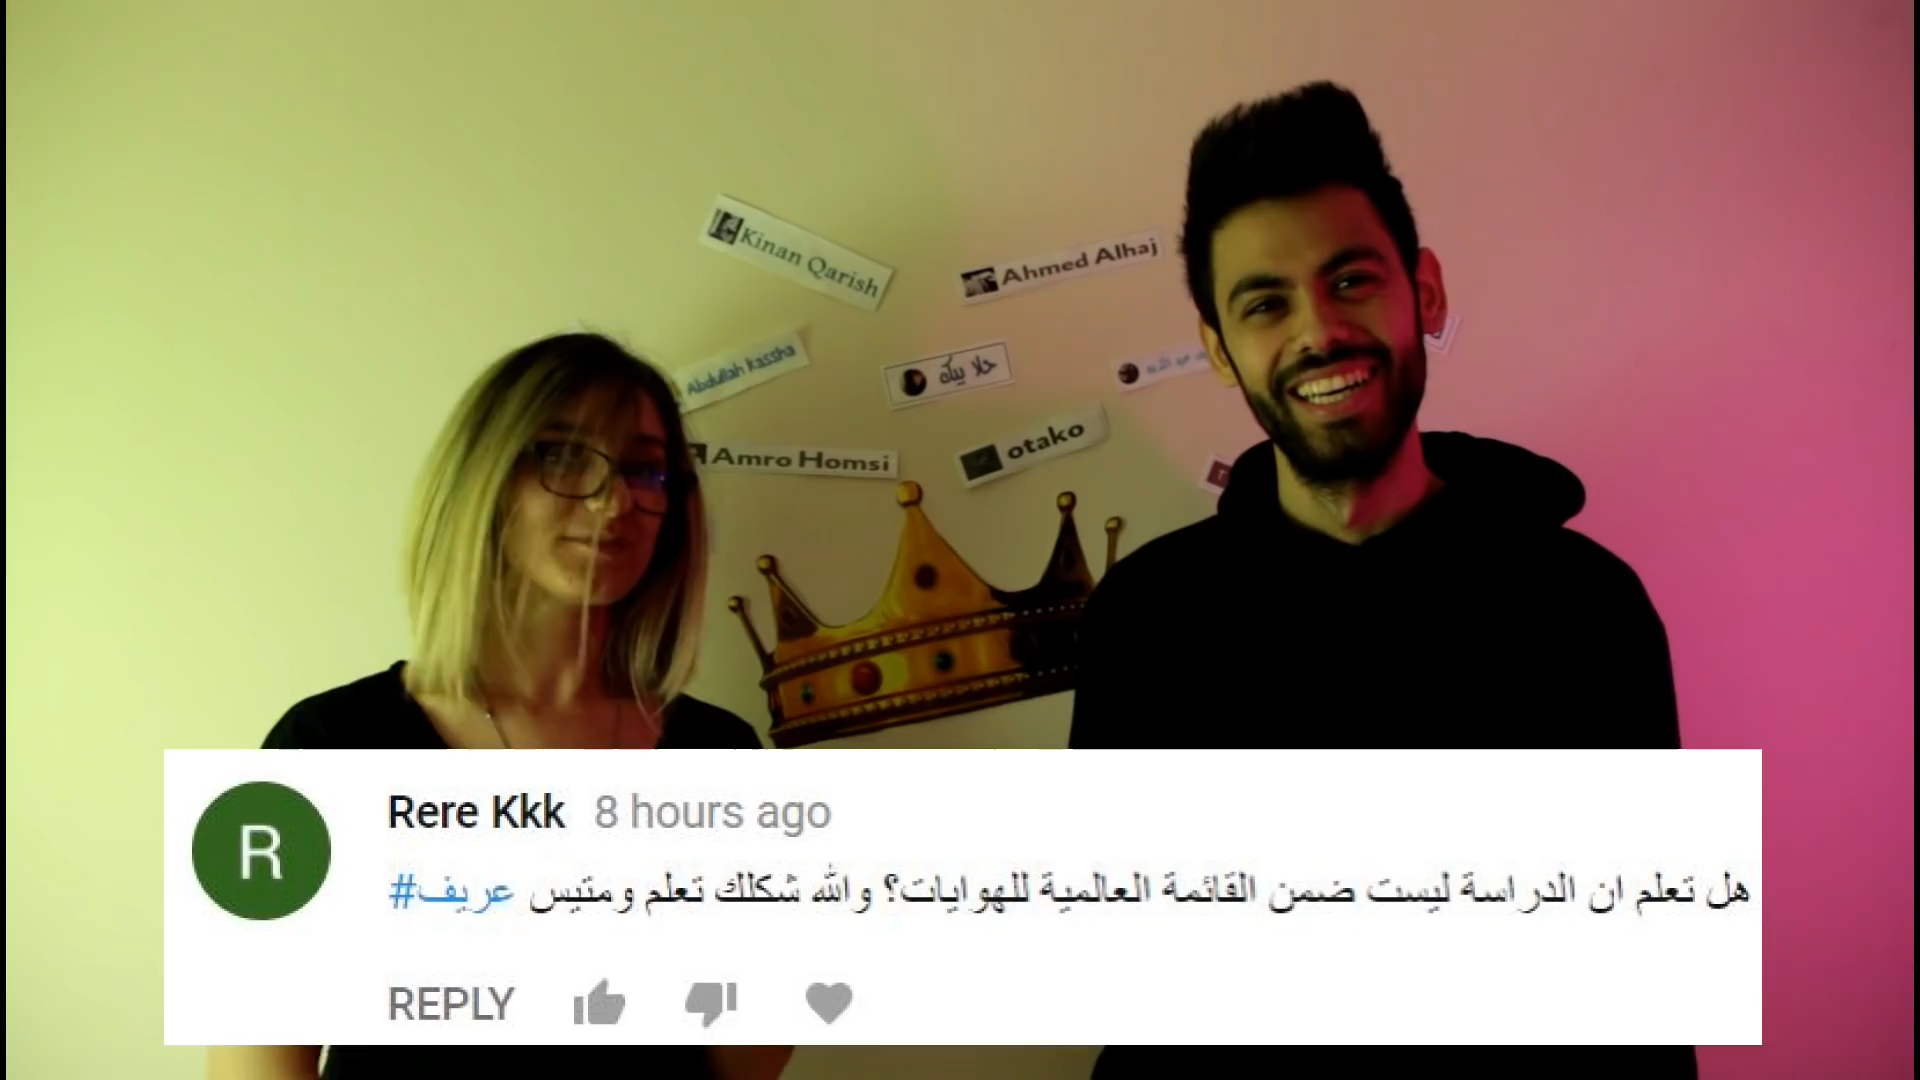 Kinan Qarish
Ahmed Alhaj
Abdullah kassha
حلا بيك
Amro Homsi
otako
Rere Kkk 8 hours ago
هل تعلم ان الدراسة ليست ضمن القائمة العالمية للهوايات؟ والله شكلك تعلم ومتيس #عريف
R
REPLY